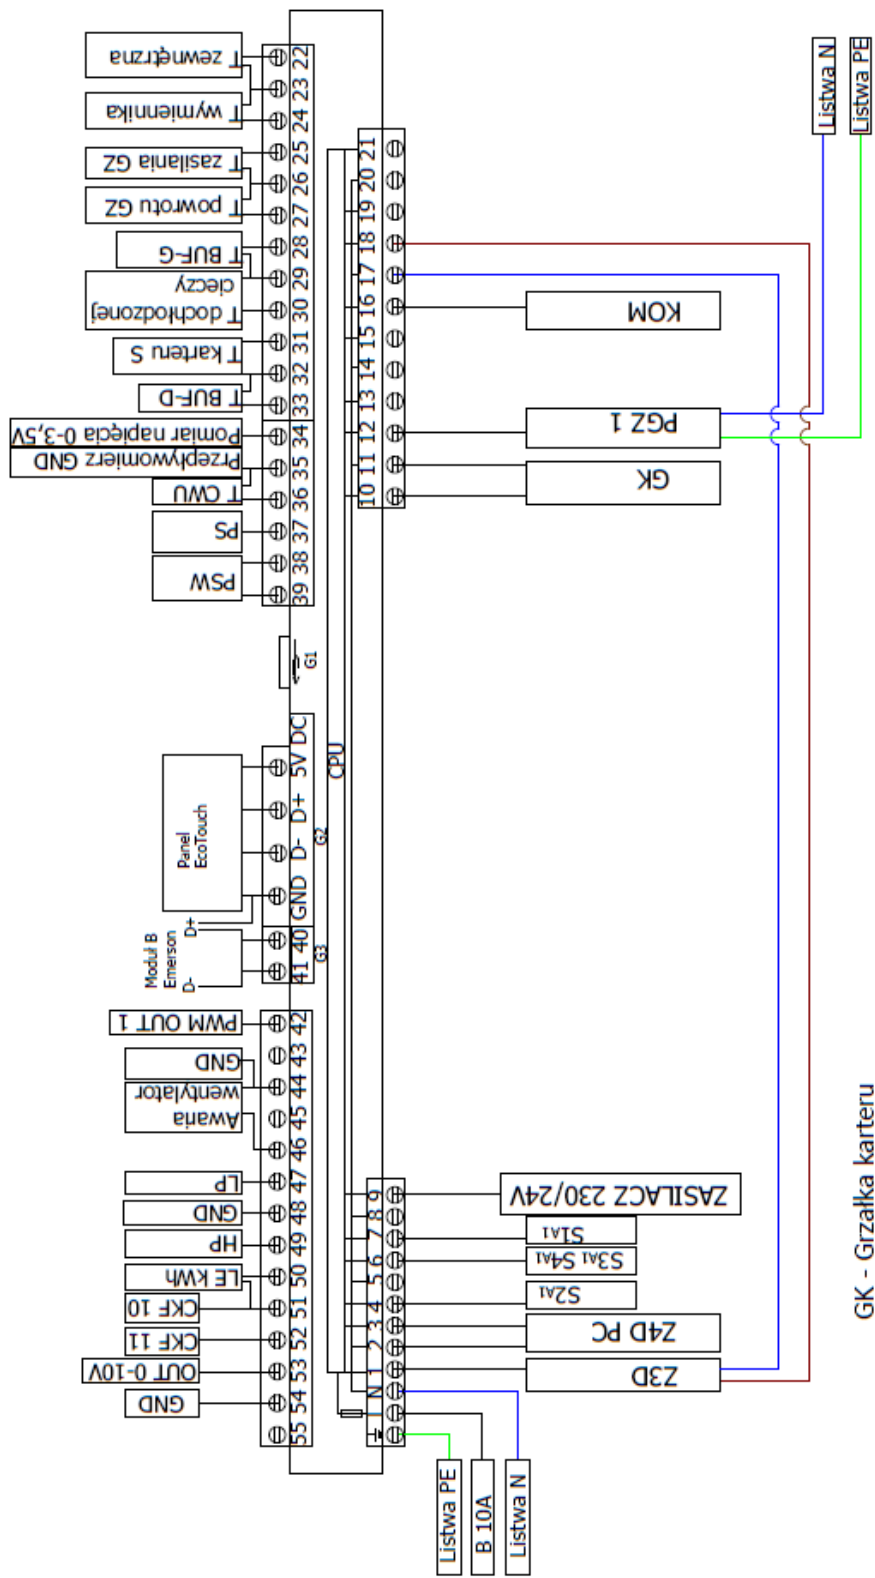 T zewnętrzna
T wymiennika
T zasilania GZ
T powrotu GZ
T BUF-G
T dochłodzonej
cieczy
T karteru S
T BUF-D
Pomiar napięcia 0-3,5V
Przepływomierz GND
T CWU
PS
PSW
22
23
24
25
26
27
28
29
30
31
32
33
34
35
36
37
38
39
G1
Panel
EcoTouch
5V DC
D+
D-
GND
G2
Moduł B
Emerson
D+
D-
40
41
G3
CPU
PWM OUT 1
GND
Awaria
wentylator
LP
GND
HP
LE kWh
CKF 10
CKF 11
OUT 0-10V
GND
42
43
44
45
46
47
48
49
50
51
52
53
54
55
21
20
19
18
17
16
15
14
13
12
11
10
KOM
PGZ 1
GK
Listwa N
Listwa PE
9
8
7
6
5
4
3
2
1
N
L
ZASILACZ 230/24V
S1A1
S3A1 S4A1
S2A1
Z4D PC
Z3D
Listwa PE
B 10A
Listwa N
GK - Grzałka karteru